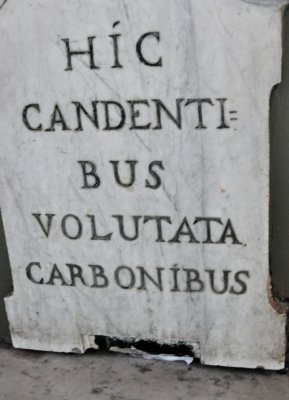 HÍC
CANDENTI=
BUS
VOLUTATA
CARBONÍBUS